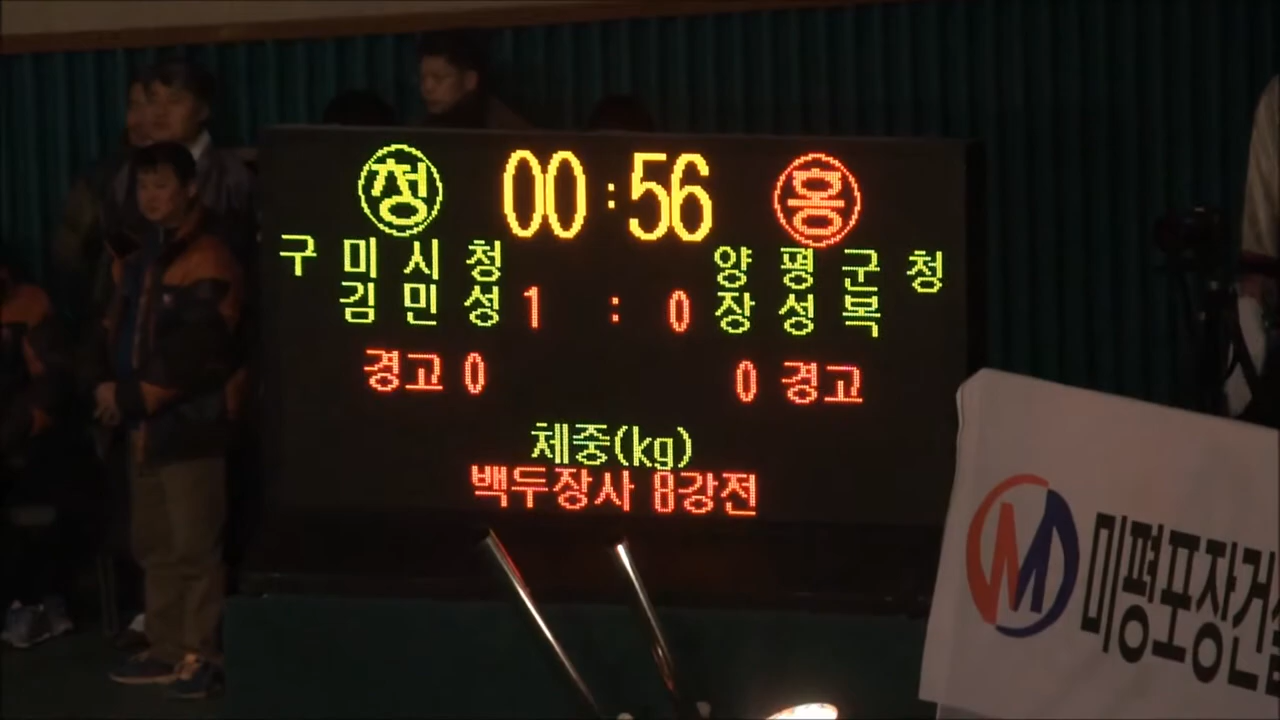 청 00:56 홍
구미시청 양평군청
김민성 1 : 0 장성복
경고 0 0 경고
체중(kg)
백두장사 8강전
미평포장건설